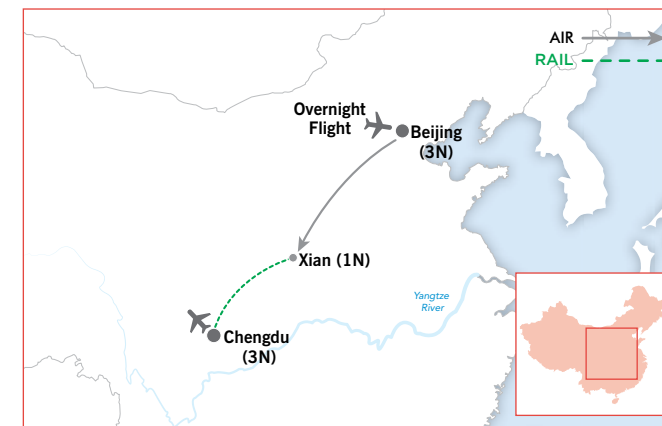 AIR
RAIL
Overnight
Flight
Beijing
(3N)
Xian (1N)
Yangtze
River
Chengdu
(3N)